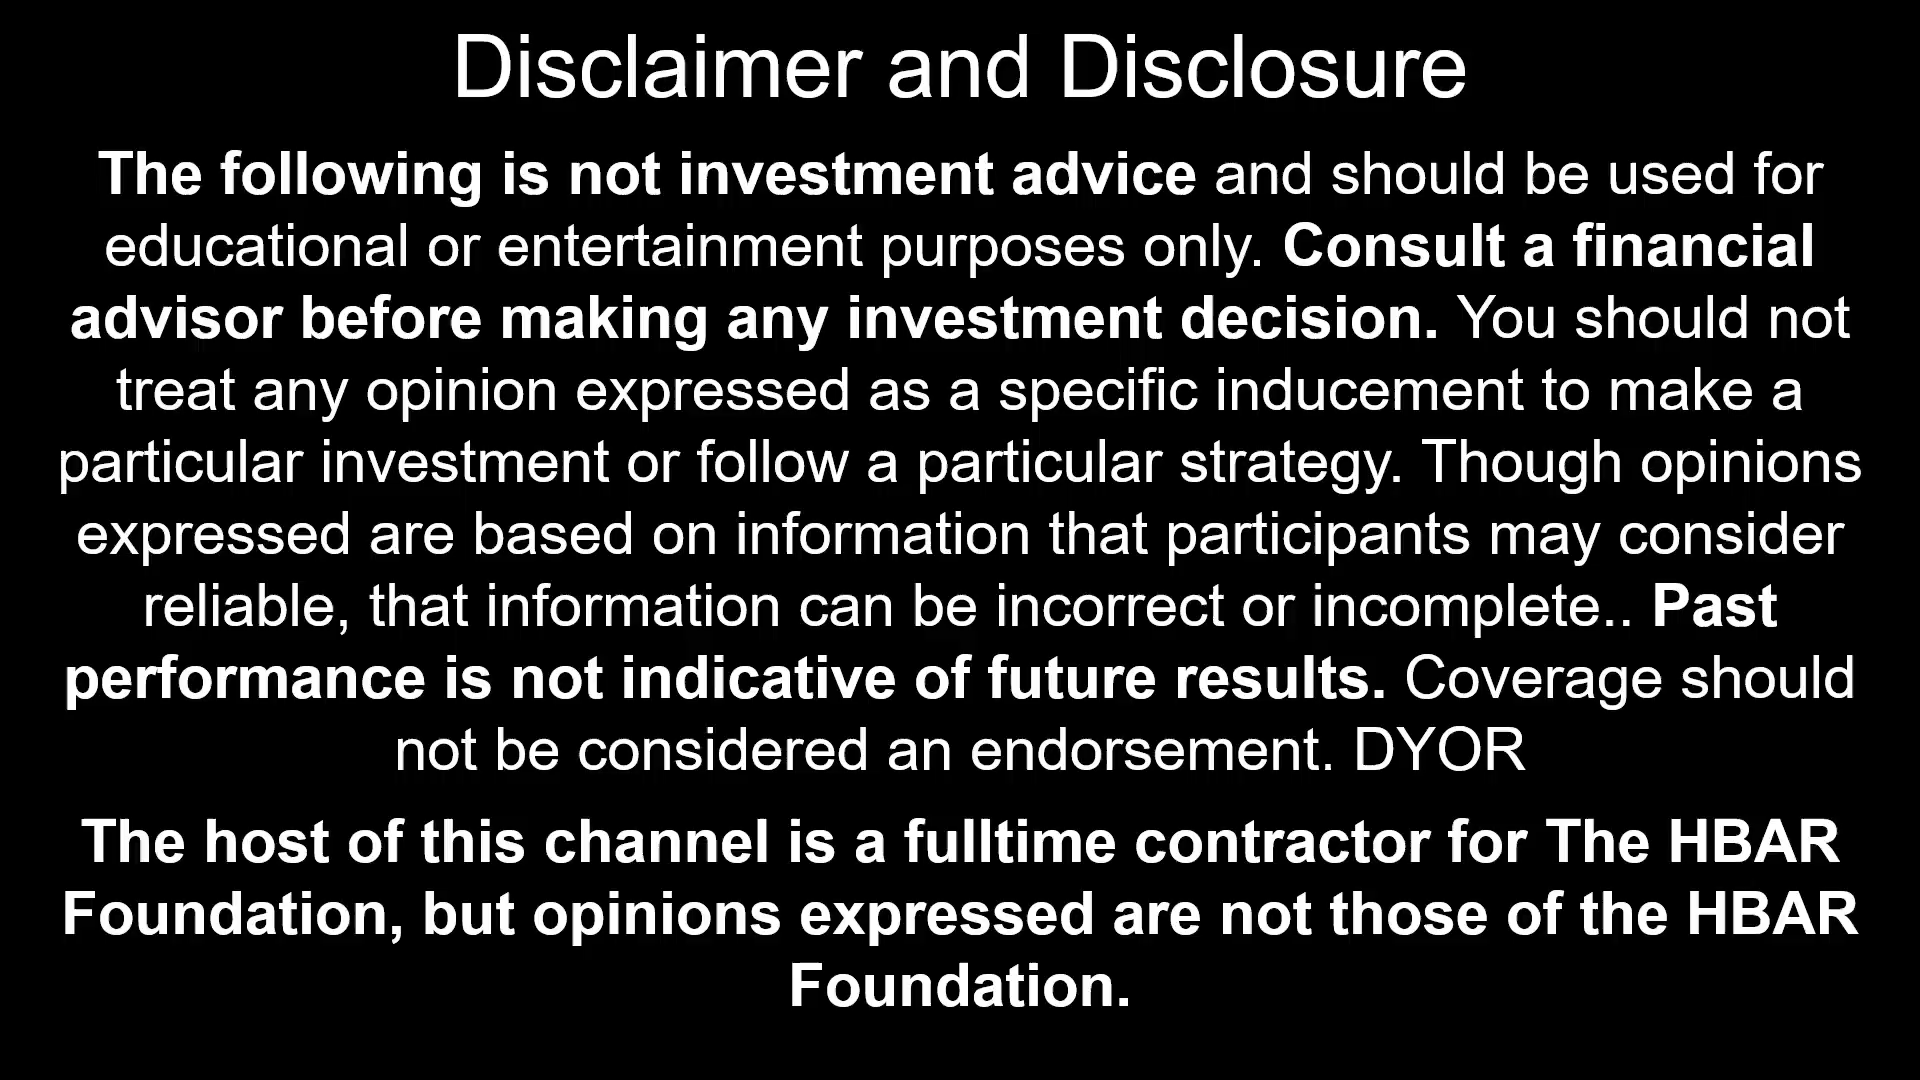 Disclaimer and Disclosure
The following is not investment advice and should be used for
educational or entertainment purposes only. Consult a financial
advisor before making any investment decision. You should not
treat any opinion expressed as a specific inducement to make a
particular investment or follow a particular strategy. Though opinions
expressed are based on information that participants may consider
reliable, that information can be incorrect or incomplete.. Past
performance is not indicative of future results. Coverage should
not be considered an endorsement. DYOR
The host of this channel is a fulltime contractor for The HBAR
Foundation, but opinions expressed are not those of the HBAR
Foundation.